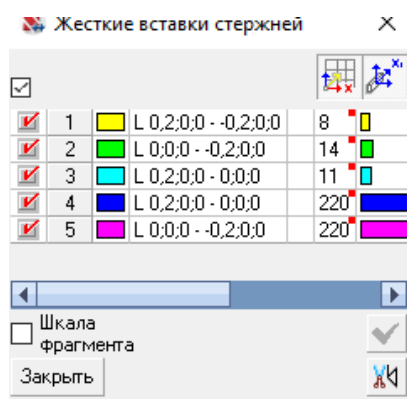 Жесткие вставки стержней
1 L 0,2;0;0 - -0,2;0;0 8
2 L 0;0;0 - -0,2;0;0 14
3 L 0,2;0;0 - 0;0;0 11
4 L 0,2;0;0 - 0;0;0 220
5 L 0;0;0 - -0,2;0;0 220
Шкала
фрагмента
Закрыть